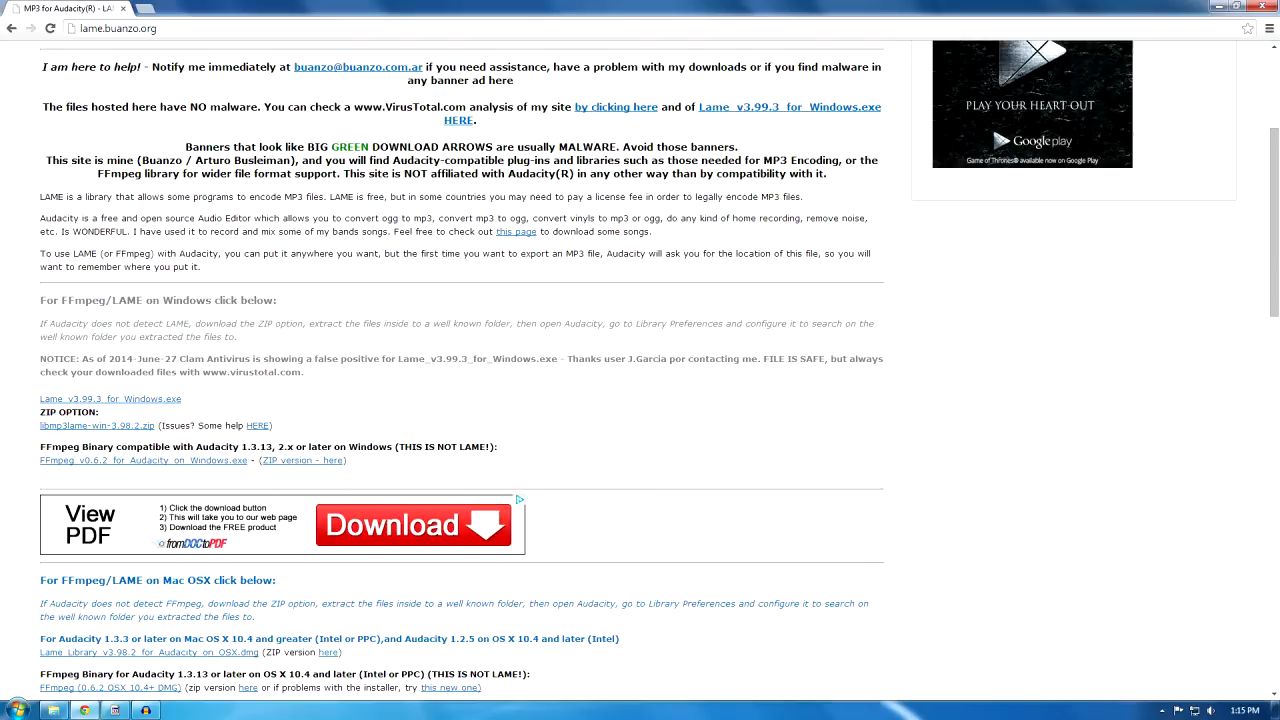 MP3 for Audacity(R) - LA
lame.buanzo.org
I am here to help! - Notify me immediately at buanzo@buanzo.com.ar if you need assistance, have a problem with my downloads or if you find malware in
any banner ad here
The files hosted here have NO malware. You can check a www.VirusTotal.com analysis of my site by clicking here and of Lame_v3.99.3_for_Windows.exe
HERE.
Banners that look like BIG GREEN DOWNLOAD ARROWS are usually MALWARE. Avoid those banners.
This site is mine (Buanzo / Arturo Busleiman), and you will find Audacity-compatible plug-ins and libraries such as those needed for MP3 Encoding, or the
FFmpeg library for wider file format support. This site is NOT affiliated with Audacity(R) in any other way than by compatibility with it.
LAME is a library that allows some programs to encode MP3 files. LAME is free, but in some countries you may need to pay a license fee in order to legally encode MP3 files.
Audacity is a free and open source Audio Editor which allows you to convert ogg to mp3, convert mp3 to ogg, convert vinyls to mp3 or ogg, do any kind of home recording, remove noise,
etc. Is WONDERFUL. I have used it to record and mix some of my bands songs. Feel free to check out this page to download some songs.
To use LAME (or FFmpeg) with Audacity, you can put it anywhere you want, but the first time you want to export an MP3 file, Audacity will ask you for the location of this file, so you will
want to remember where you put it.
For FFmpeg/LAME on Windows click below:
If Audacity does not detect LAME, download the ZIP option, extract the files inside to a well known folder, then open Audacity, go to Library Preferences and configure it to search on the
well known folder you extracted the files to.
NOTICE: As of 2014-June-27 Clam Antivirus is showing a false positive for Lame_v3.99.3_for_Windows.exe - Thanks user J.Garcia por contacting me. FILE IS SAFE, but always
check your downloaded files with www.virustotal.com.
Lame_v3.99.3_for_Windows.exe
ZIP OPTION:
libmp3lame-win-3.98.2.zip (Issues? Some help HERE)
FFmpeg Binary compatible with Audacity 1.3.13, 2.x or later on Windows (THIS IS NOT LAME!):
FFmpeg_v0.6.2_for_Audacity_on_Windows.exe - (ZIP version - here)
View
PDF
1) Click the download button
2) This will take you to our web page
3) Download the FREE product
fromDOCtoPDF
Download
For FFmpeg/LAME on Mac OSX click below:
If Audacity does not detect FFmpeg, download the ZIP option, extract the files inside to a well known folder, then open Audacity, go to Library Preferences and configure it to search on
the well known folder you extracted the files to.
For Audacity 1.3.3 or later on Mac OS X 10.4 and greater (Intel or PPC),and Audacity 1.2.5 on OS X 10.4 and later (Intel)
Lame_Library_v3.98.2_for_Audacity_on_OSX.dmg (ZIP version here)
FFmpeg Binary for Audacity 1.3.13 or later on OS X 10.4 and later (Intel or PPC) (THIS IS NOT LAME!):
FFmpeg (0.6.2 OSX 10.4+ DMG) (zip version here or if problems with the installer, try this new one)
PLAY YOUR HEART OUT
Google play
Game of Thrones® available now on Google Play
1:15 PM